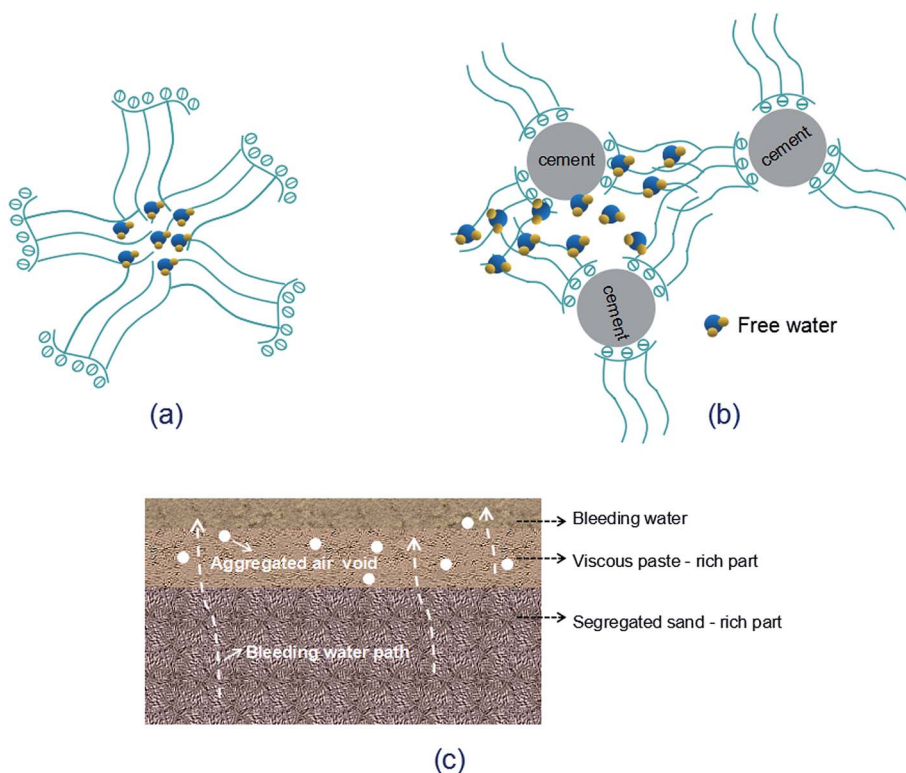 cement
cement
cement
Free water
(a)
(b)
Bleeding water
Aggregated air void
Viscous paste - rich part
Segregated sand - rich part
Bleeding water path
(c)